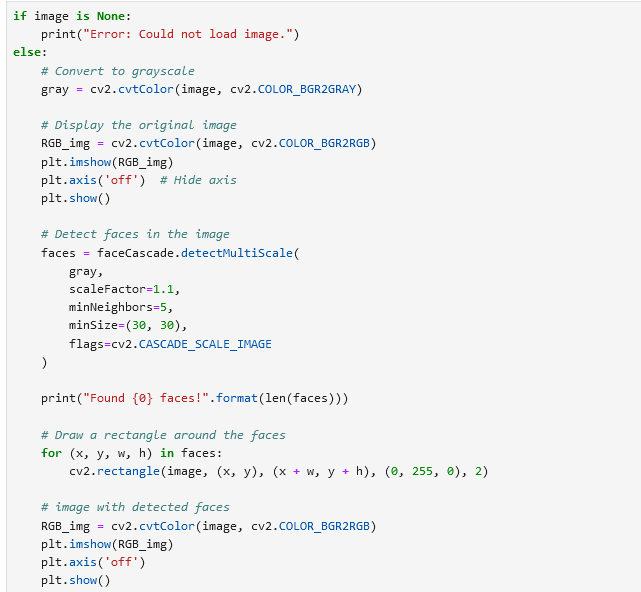 if image is None:
    print("Error: Could not load image.")
else:
    # Convert to grayscale
    gray = cv2.cvtColor(image, cv2.COLOR_BGR2GRAY)

    # Display the original image
    RGB_img = cv2.cvtColor(image, cv2.COLOR_BGR2RGB)
    plt.imshow(RGB_img)
    plt.axis('off')  # Hide axis
    plt.show()

    # Detect faces in the image
    faces = faceCascade.detectMultiScale(
        gray,
        scaleFactor=1.1,
        minNeighbors=5,
        minSize=(30, 30),
        flags=cv2.CASCADE_SCALE_IMAGE
    )

    print("Found {0} faces!".format(len(faces)))

    # Draw a rectangle around the faces
    for (x, y, w, h) in faces:
        cv2.rectangle(image, (x, y), (x + w, y + h), (0, 255, 0), 2)

    # image with detected faces
    RGB_img = cv2.cvtColor(image, cv2.COLOR_BGR2RGB)
    plt.imshow(RGB_img)
    plt.axis('off')
    plt.show()